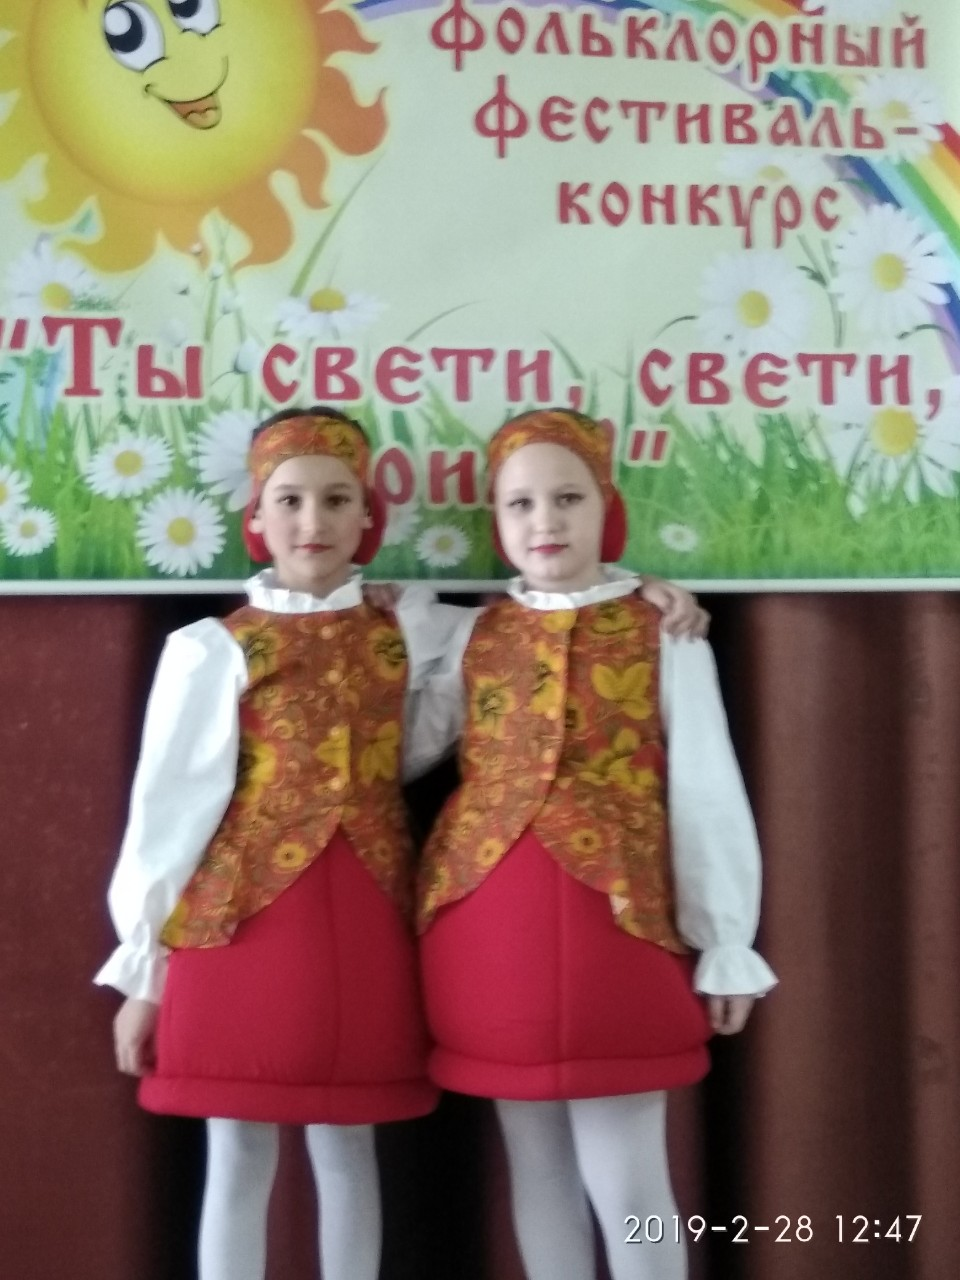 фольклорный
фестиваль-
конкурс
"Ты свети, свети,
2019-2-28 12:47